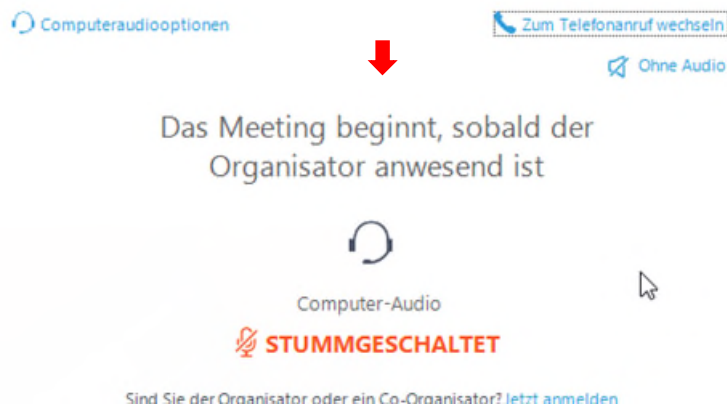 Computeraudiooptionen
Zum Telefonanruf wechseln
Ohne Audio
Das Meeting beginnt, sobald der
Organisator anwesend ist
Computer-Audio
STUMMGESCHALTET
Sind Sie der Organisator oder ein Co-Organisator? Jetzt anmelden